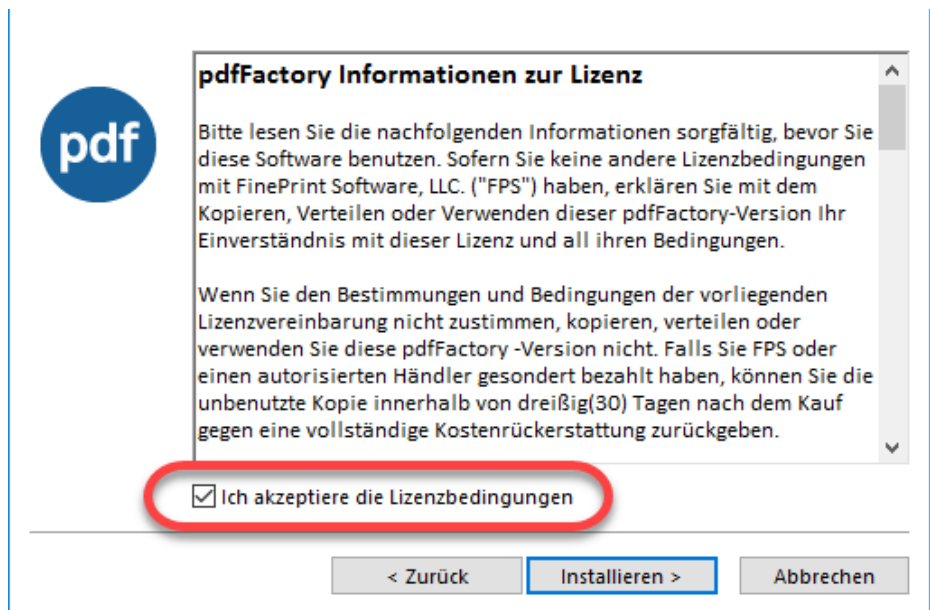 pdfFactory Informationen zur Lizenz
pdf
Bitte lesen Sie die nachfolgenden Informationen sorgfältig, bevor Sie
diese Software benutzen. Sofern Sie keine andere Lizenzbedingungen
mit FinePrint Software, LLC. ("FPS") haben, erklären Sie mit dem
Kopieren, Verteilen oder Verwenden dieser pdfFactory-Version Ihr
Einverständnis mit dieser Lizenz und all ihren Bedingungen.
Wenn Sie den Bestimmungen und Bedingungen der vorliegenden
Lizenzvereinbarung nicht zustimmen, kopieren, verteilen oder
verwenden Sie diese pdfFactory -Version nicht. Falls Sie FPS oder
einen autorisierten Händler gesondert bezahlt haben, können Sie die
unbenutzte Kopie innerhalb von dreißig(30) Tagen nach dem Kauf
gegen eine vollständige Kostenrückerstattung zurückgeben.
Ich akzeptiere die Lizenzbedingungen
< Zurück Installieren > Abbrechen